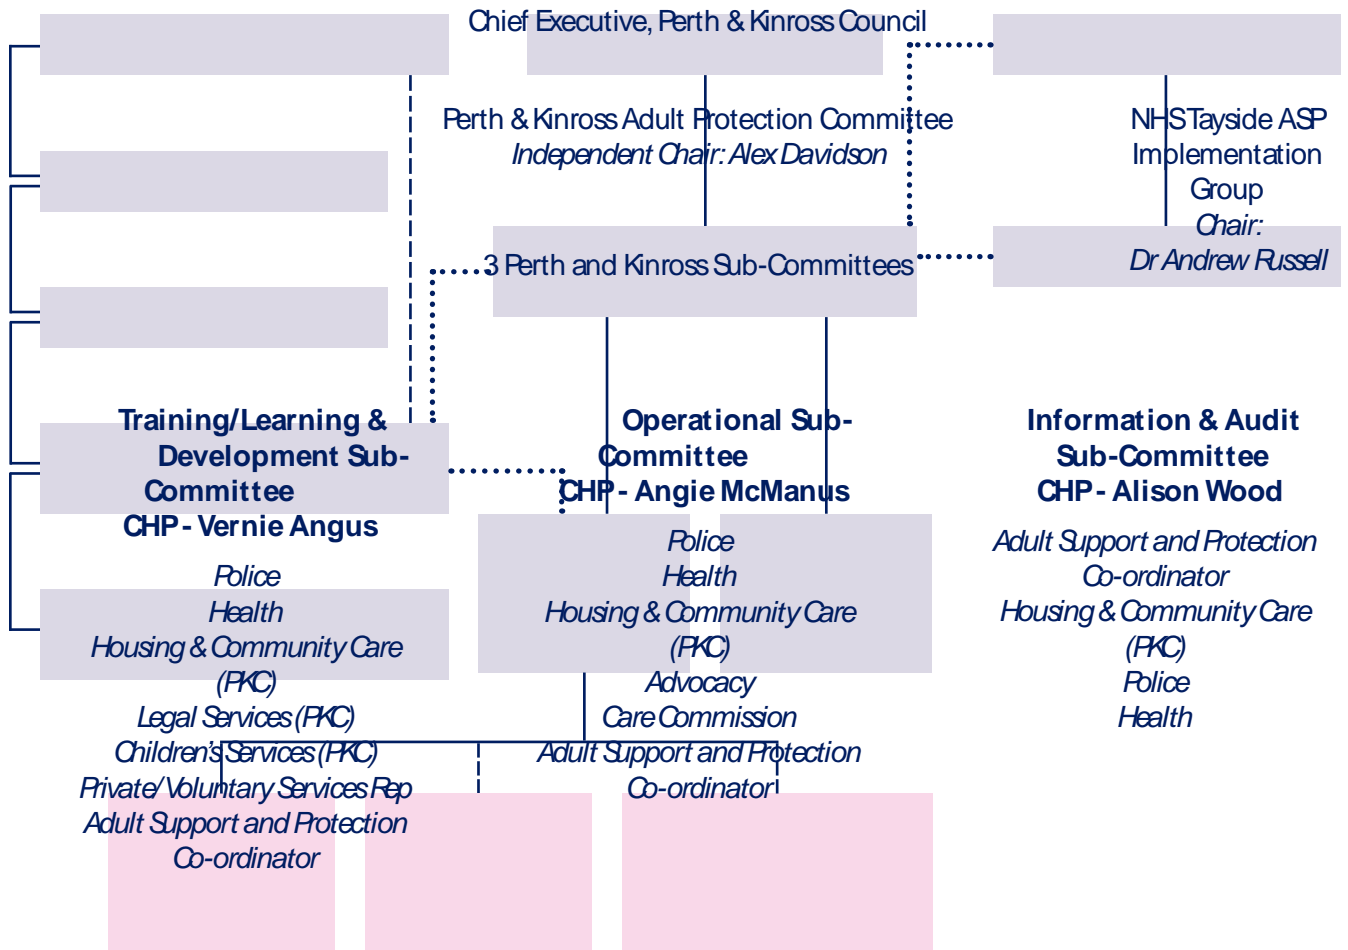 Chief Executive, Perth & Kinross Council
Perth & Kinross Adult Protection Committee
Independent Chair: Alex Davidson
NHS Tayside ASP
Implementation
Group
Chair:
Dr Andrew Russell
3 Perth and Kinross Sub-Committees
Training/Learning &
Development Sub-
Committee
CHP - Vernie Angus
Police
Health
Housing & Community Care
(PKC)
Legal Services (PKC)
Children's Services (PKC)
Private/Voluntary Services Rep
Adult Support and Protection
Co-ordinator
Operational Sub-
Committee
CHP - Angie McManus
Police
Health
Housing & Community Care
(PKC)
Advocacy
Care Commission
Adult Support and Protection
Co-ordinator
Information & Audit
Sub-Committee
CHP - Alison Wood
Adult Support and Protection
Co-ordinator
Housing & Community Care
(PKC)
Police
Health